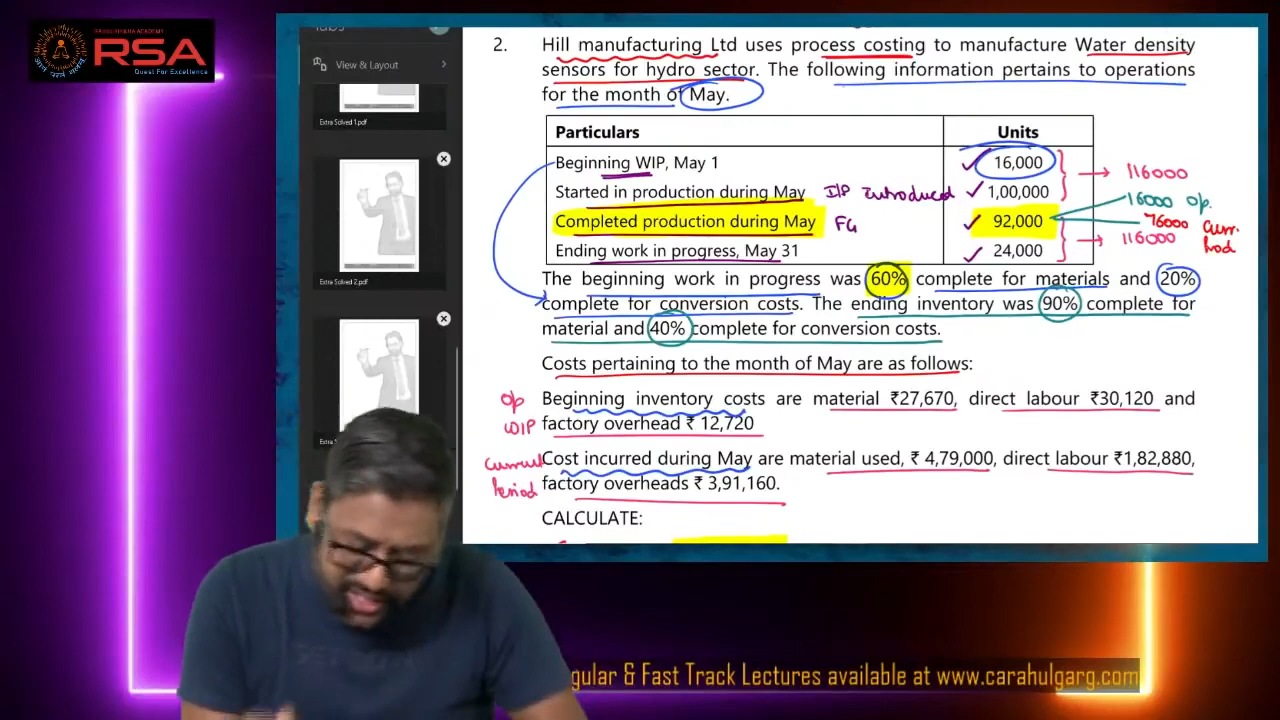 RAHUL GARG ACADEMY
RSA
Quest For Excellence
View & Layout
Extra Solved 1.pdf
Extra Solved 2.pdf
2. Hill manufacturing Ltd uses process costing to manufacture Water density
sensors for hydro sector. The following information pertains to operations
for the month of May.
Particulars Units
Beginning WIP, May 1 16,000 116000
Started in production during May I/P introduced 1,00,000 16000 Op.
Completed production during May FG 92,000 76000 Curr.
Ending work in progress, May 31 24,000 116000
The beginning work in progress was 60% complete for materials and 20%
complete for conversion costs. The ending inventory was 90% complete for
material and 40% complete for conversion costs.
Costs pertaining to the month of May are as follows:
Op Beginning inventory costs are material ₹27,670, direct labour ₹30,120 and
WIP factory overhead ₹ 12,720
Current Cost incurred during May are material used, ₹ 4,79,000, direct labour ₹1,82,880,
Period factory overheads ₹ 3,91,160.
CALCULATE:
gular & Fast Track Lectures available at www.carahulgarg.com